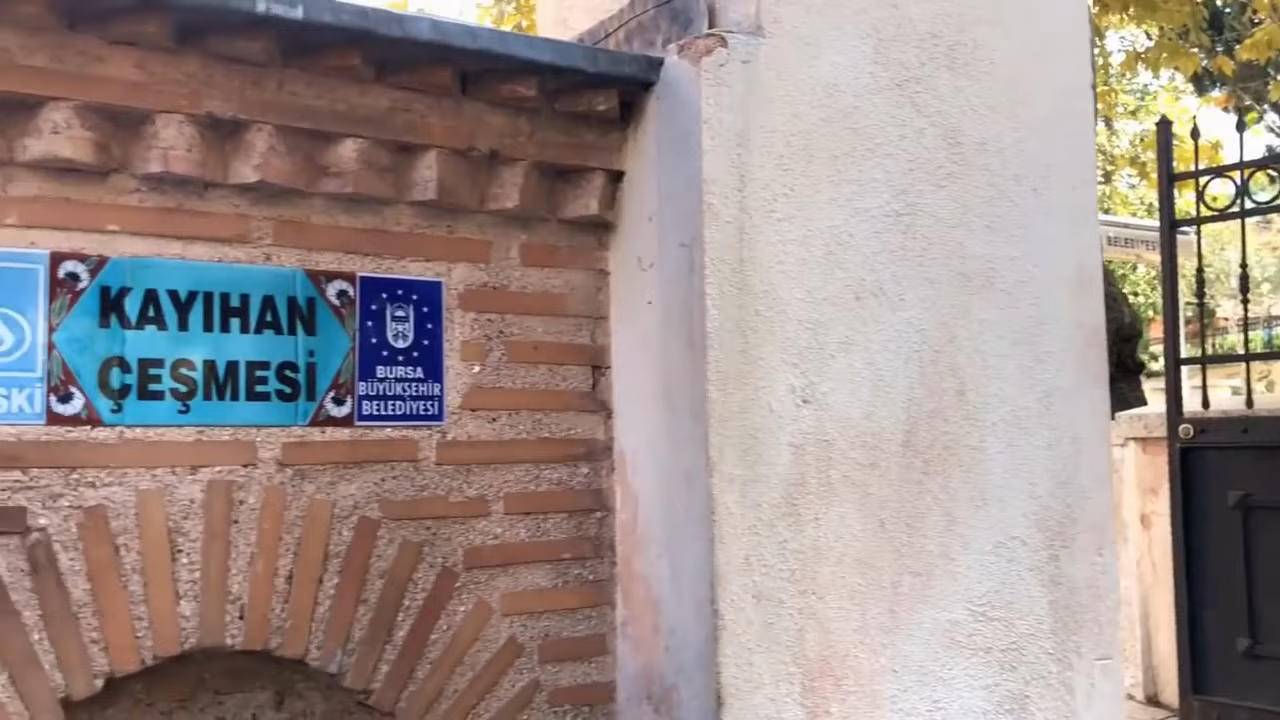 SKİ
KAYIHAN
ÇEŞMESİ
BURSA
BÜYÜKŞEHİR
BELEDİYESİ
BELEDİYESİ